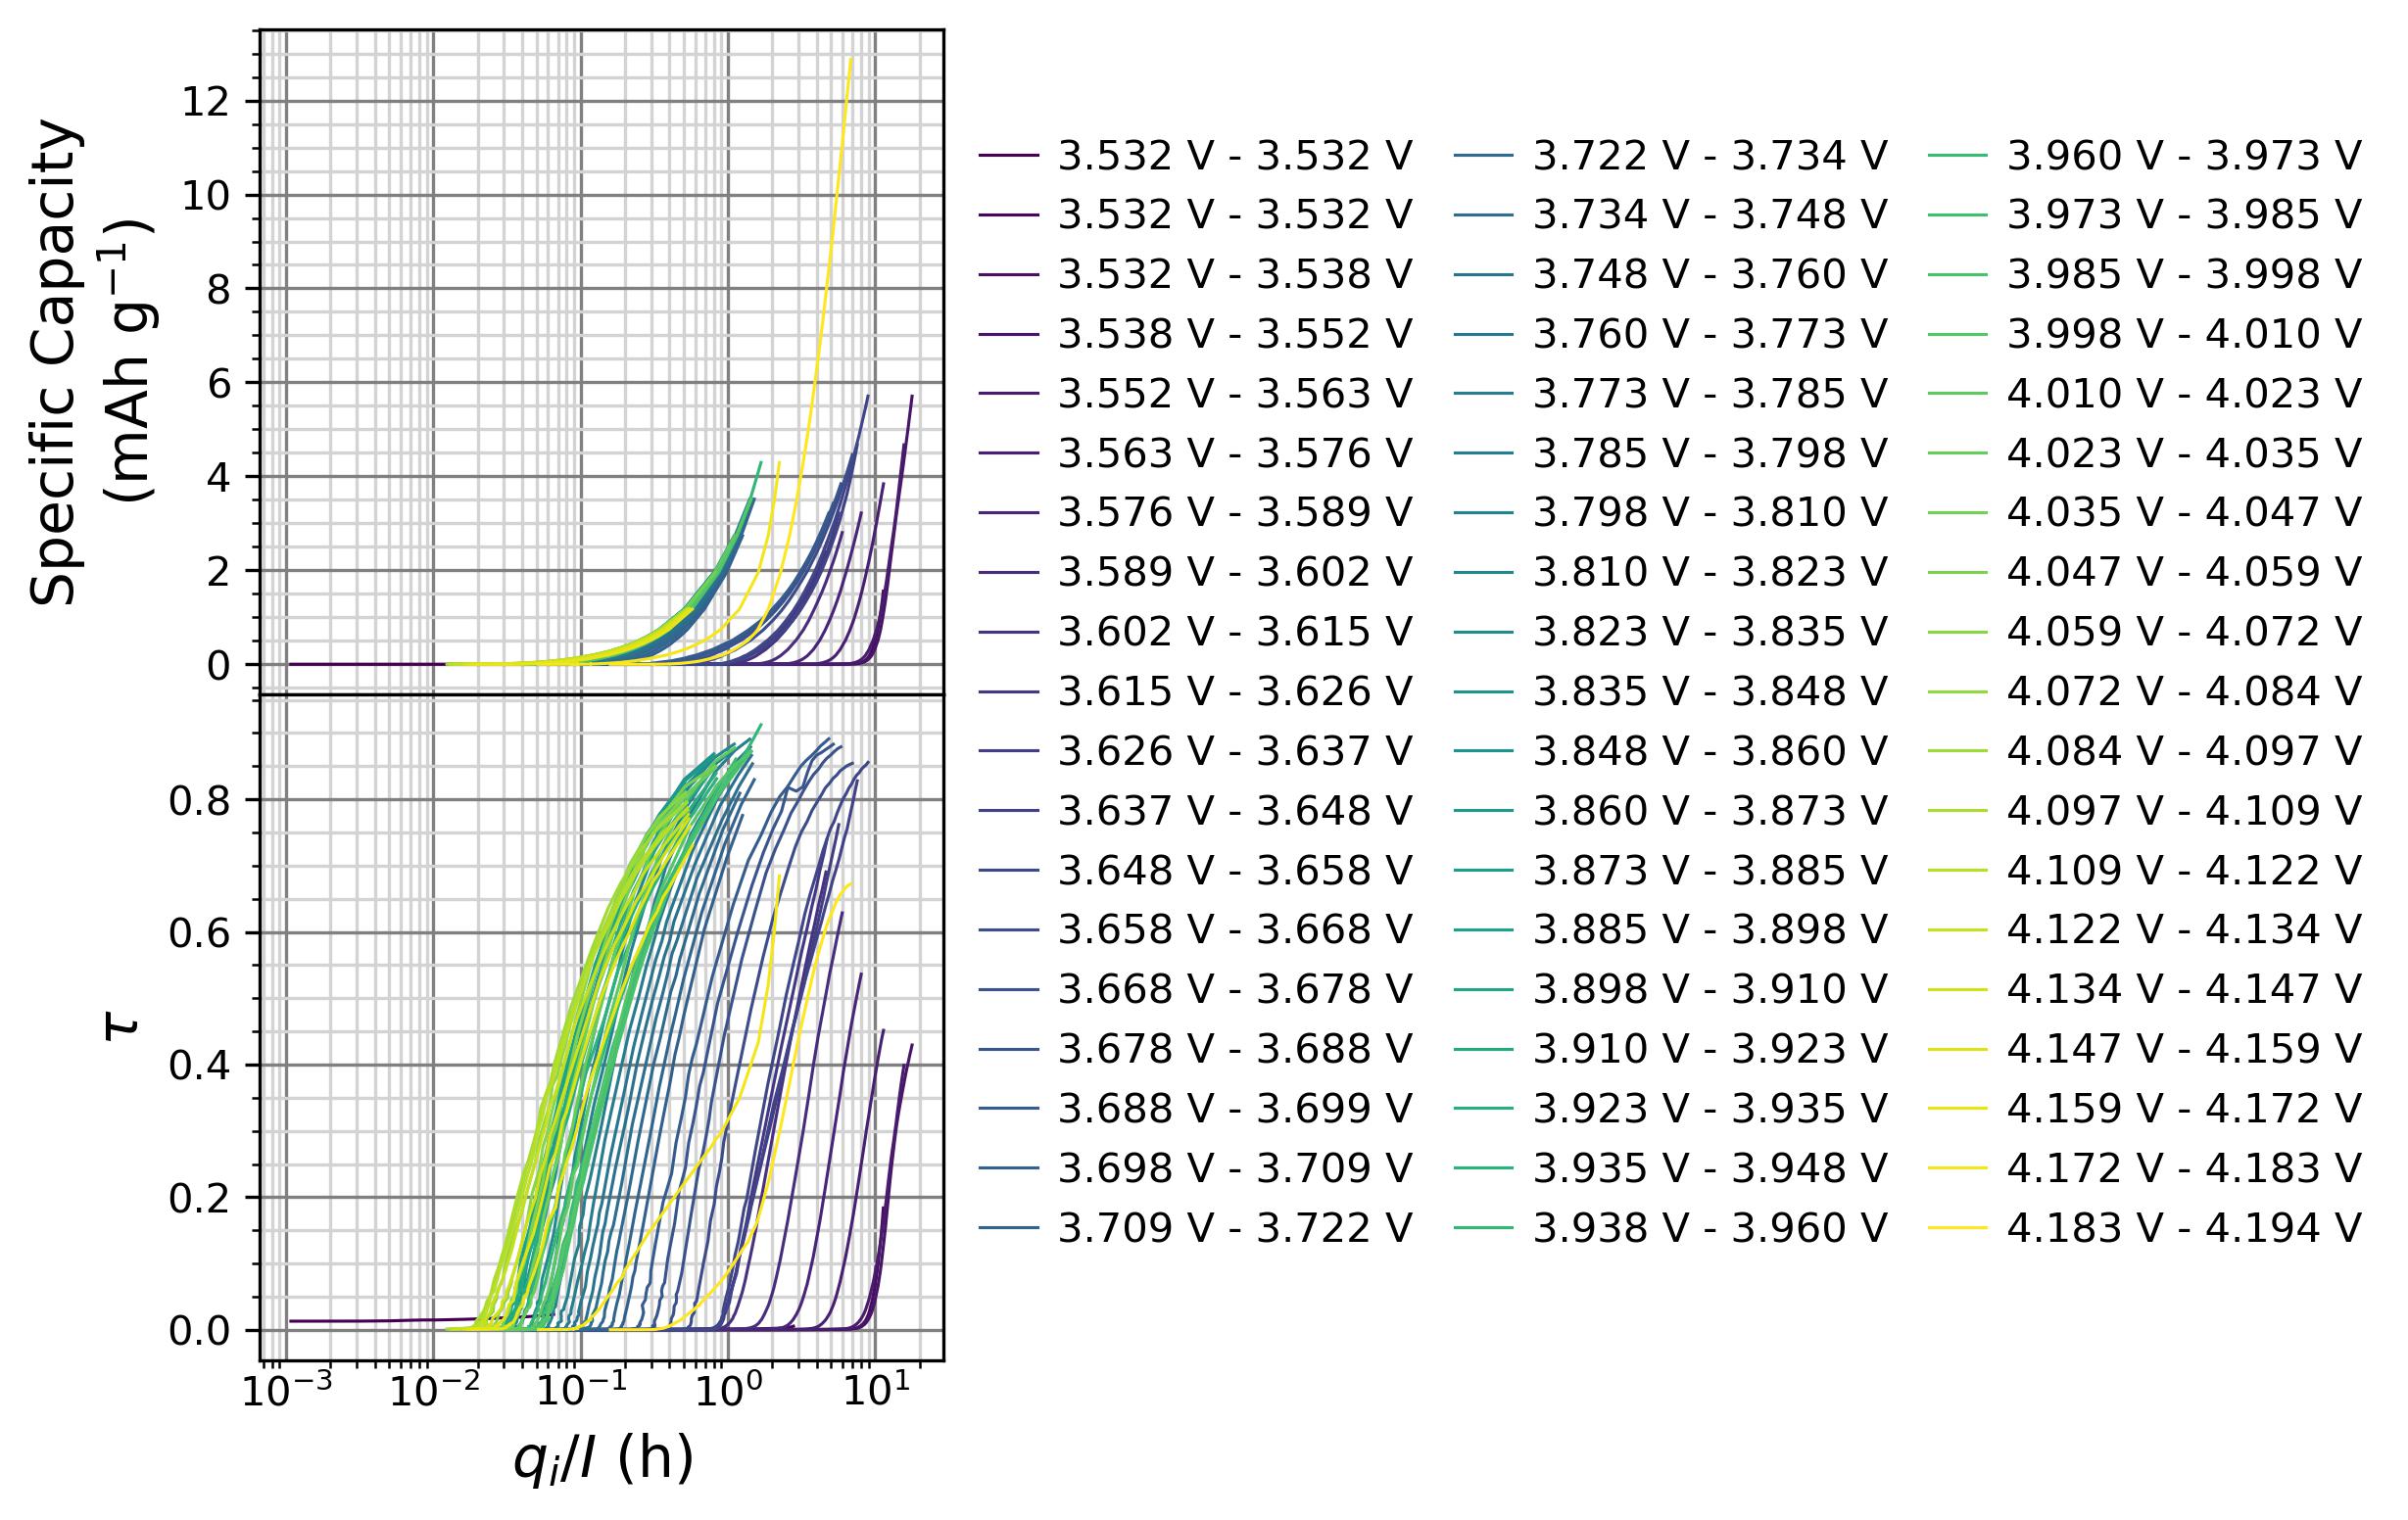 Specific Capacity
(mAh g⁻¹)
12
10
8
6
4
2
0
τ
0.8
0.6
0.4
0.2
0.0
10⁻³ 10⁻² 10⁻¹ 10⁰ 10¹
qᵢ/I (h)
3.532 V - 3.532 V
3.532 V - 3.532 V
3.532 V - 3.538 V
3.538 V - 3.552 V
3.552 V - 3.563 V
3.563 V - 3.576 V
3.576 V - 3.589 V
3.589 V - 3.602 V
3.602 V - 3.615 V
3.615 V - 3.626 V
3.626 V - 3.637 V
3.637 V - 3.648 V
3.648 V - 3.658 V
3.658 V - 3.668 V
3.668 V - 3.678 V
3.678 V - 3.688 V
3.688 V - 3.699 V
3.698 V - 3.709 V
3.709 V - 3.722 V
3.722 V - 3.734 V
3.734 V - 3.748 V
3.748 V - 3.760 V
3.760 V - 3.773 V
3.773 V - 3.785 V
3.785 V - 3.798 V
3.798 V - 3.810 V
3.810 V - 3.823 V
3.823 V - 3.835 V
3.835 V - 3.848 V
3.848 V - 3.860 V
3.860 V - 3.873 V
3.873 V - 3.885 V
3.885 V - 3.898 V
3.898 V - 3.910 V
3.910 V - 3.923 V
3.923 V - 3.935 V
3.935 V - 3.948 V
3.938 V - 3.960 V
3.960 V - 3.973 V
3.973 V - 3.985 V
3.985 V - 3.998 V
3.998 V - 4.010 V
4.010 V - 4.023 V
4.023 V - 4.035 V
4.035 V - 4.047 V
4.047 V - 4.059 V
4.059 V - 4.072 V
4.072 V - 4.084 V
4.084 V - 4.097 V
4.097 V - 4.109 V
4.109 V - 4.122 V
4.122 V - 4.134 V
4.134 V - 4.147 V
4.147 V - 4.159 V
4.159 V - 4.172 V
4.172 V - 4.183 V
4.183 V - 4.194 V